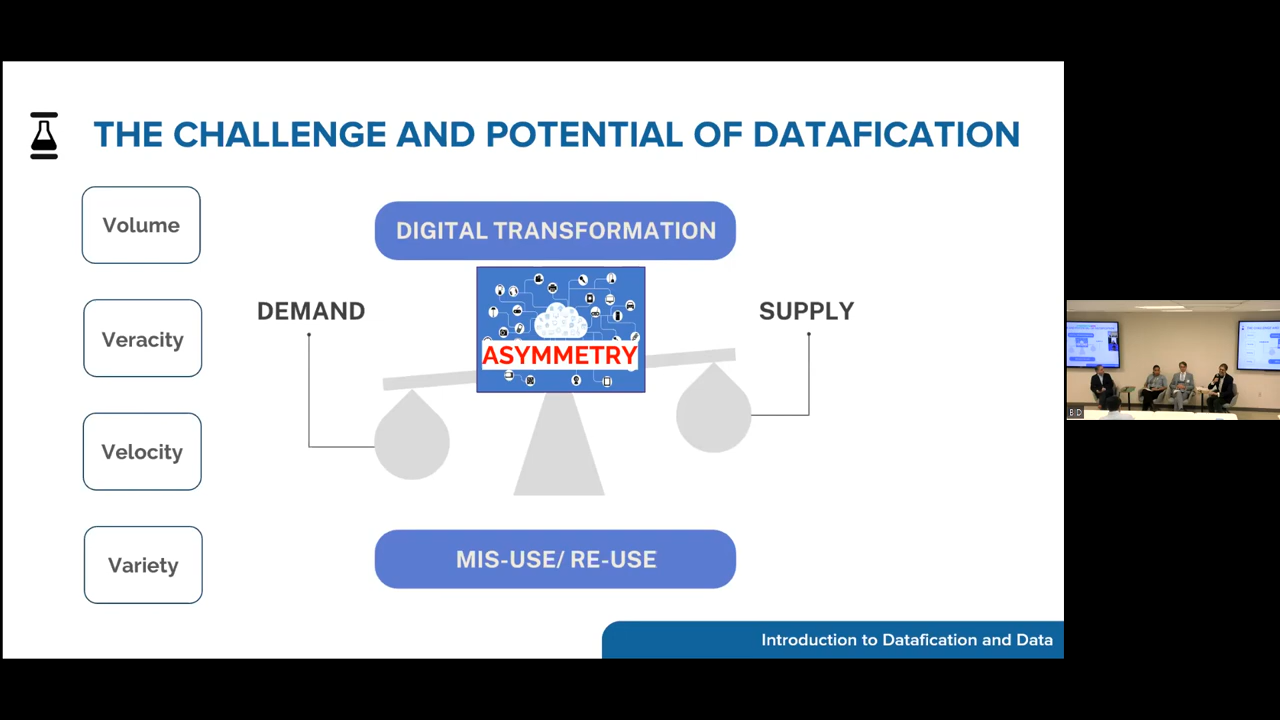 THE CHALLENGE AND POTENTIAL OF DATAFICATION
Volume
Veracity
Velocity
Variety
DIGITAL TRANSFORMATION
DEMAND
SUPPLY
ASYMMETRY
MIS-USE/ RE-USE
Introduction to Datafication and Data